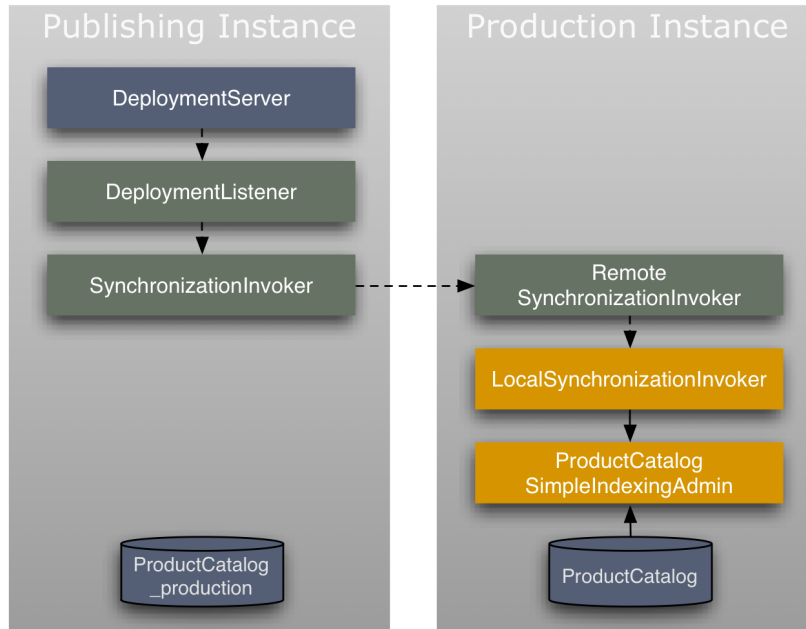 Publishing Instance
DeploymentServer
DeploymentListener
SynchronizationInvoker
ProductCatalog
_production
Production Instance
Remote
SynchronizationInvoker
LocalSynchronizationInvoker
ProductCatalog
SimpleIndexingAdmin
ProductCatalog